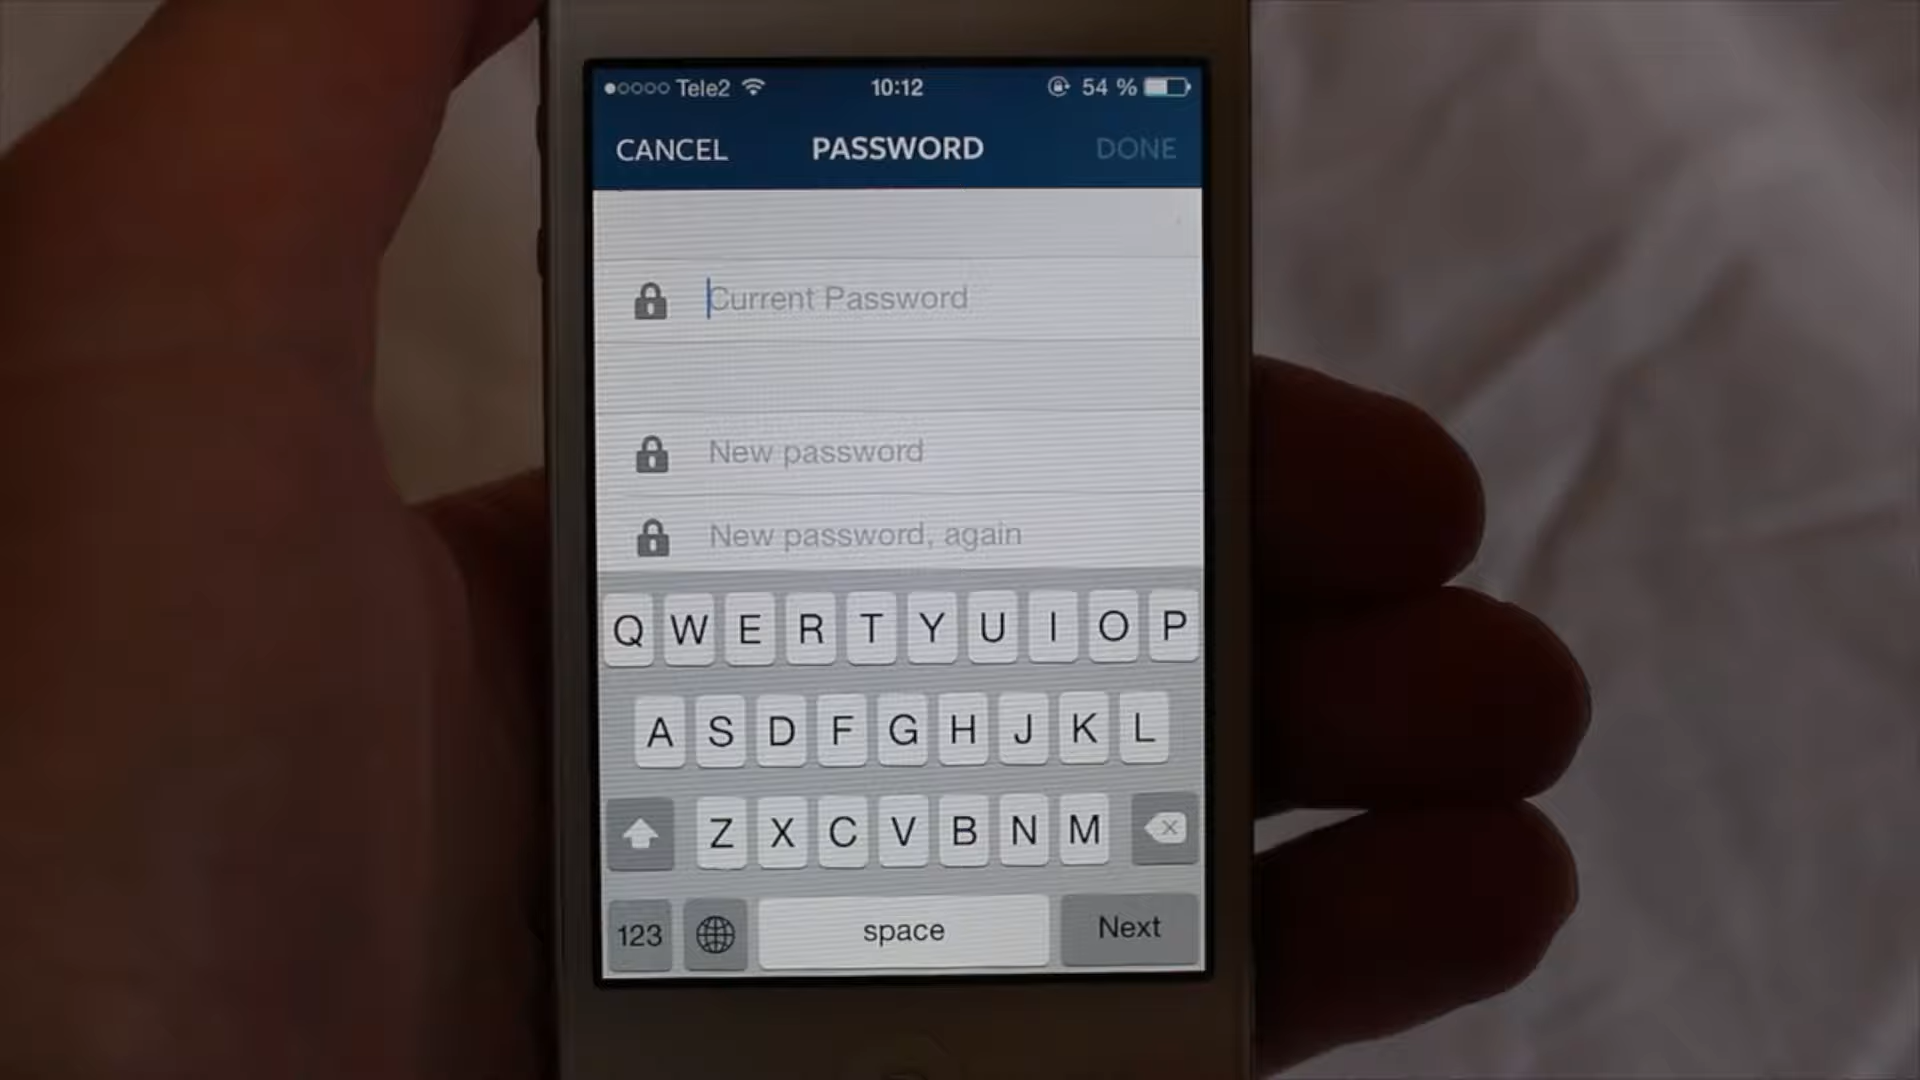 Tele2 10:12 54 %
CANCEL PASSWORD DONE
Current Password
New password
New password, again
Q W E R T Y U I O P
A S D F G H J K L
Z X C V B N M
123 space Next